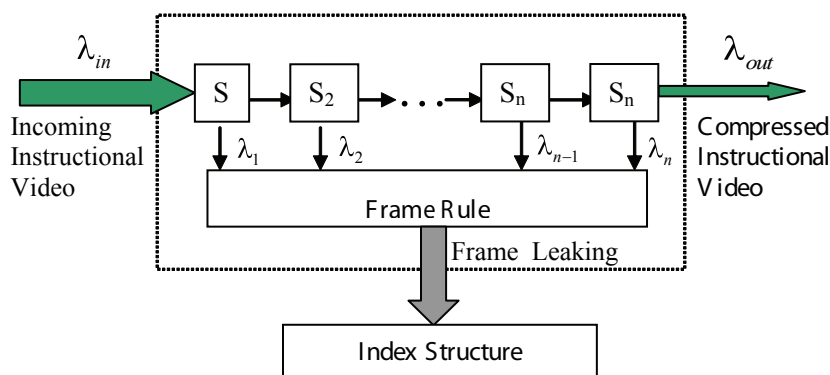 λin
λout
S S2 ... Sn Sn
Incoming
Instructional
Video
λ1 λ2 λn−1 λn
Compressed
Instructional
Video
Frame Rule
Frame Leaking
Index Structure